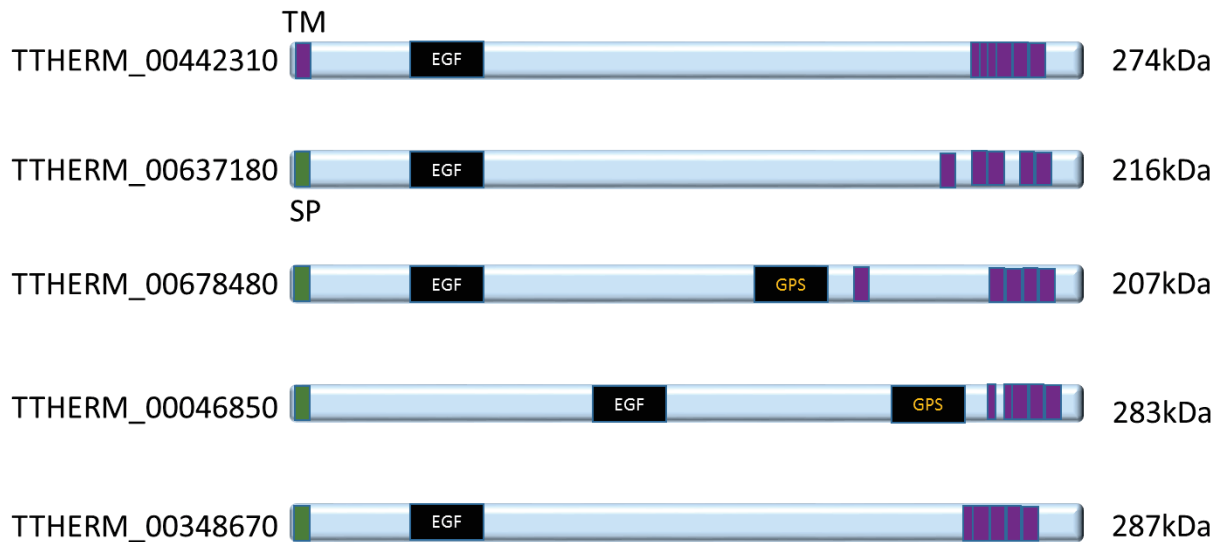 TM
TTHERM_00442310 EGF 274kDa
TTHERM_00637180 EGF 216kDa
SP
TTHERM_00678480 EGF GPS 207kDa
TTHERM_00046850 EGF GPS 283kDa
TTHERM_00348670 EGF 287kDa